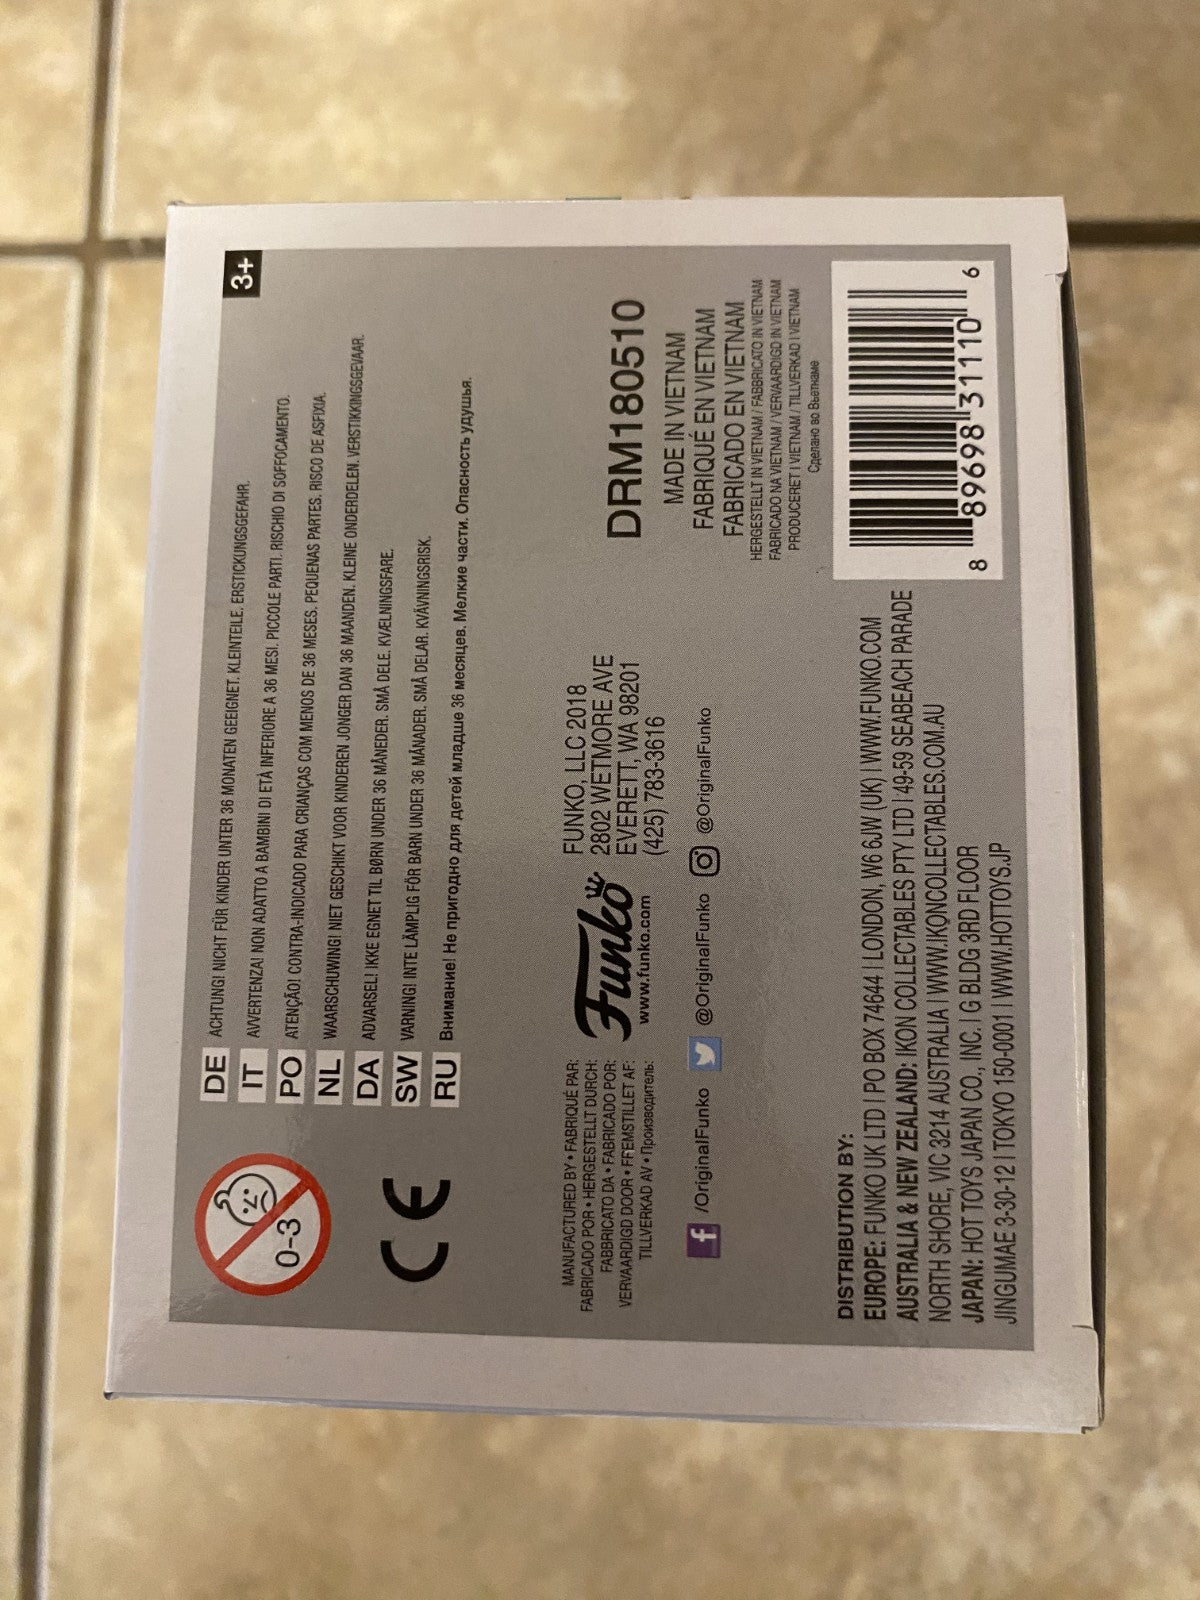 3+
0-3
DE ACHTUNG! NICHT FÜR KINDER UNTER 36 MONATEN GEEIGNET. KLEINTEILE. ERSTICKUNGSGEFAHR.
IT AVVERTENZA! NON ADATTO A BAMBINI DI ETÀ INFERIORE A 36 MESI. PICCOLE PARTI. RISCHIO DI SOFFOCAMENTO.
PO ATENÇÃO! CONTRA-INDICADO PARA CRIANÇAS COM MENOS DE 36 MESES. PEQUENAS PARTES. RISCO DE ASFIXIA.
NL WAARSCHUWING! NIET GESCHIKT VOOR KINDEREN JONGER DAN 36 MAANDEN. KLEINE ONDERDELEN. VERSTIKKINGSGEVAAR.
DA ADVARSEL! IKKE EGNET TIL BØRN UNDER 36 MÅNEDER. SMÅ DELE. KVÆLNINGSFARE.
SW VARNING! INTE LÄMPLIG FÖR BARN UNDER 36 MÅNADER. SMÅ DELAR. KVÄVNINGSRISK.
RU Внимание! Не пригодно для детей младше 36 месяцев. Мелкие части. Опасность удушья.
CE
MANUFACTURED BY • FABRIQUÉ PAR:
FABRICADO POR • HERGESTELLT DURCH:
FABBRICATO DA • FABRICADO POR:
VERVAARDIGD DOOR • FFEMSTILLET AF:
TILLVERKAD AV • Производитель:
Funko
www.funko.com
FUNKO, LLC 2018
2802 WETMORE AVE
EVERETT, WA 98201
(425) 783-3616
f /OriginalFunko @OriginalFunko @OriginalFunko
DRM180510
MADE IN VIETNAM
FABRIQUÉ EN VIETNAM
FABRICADO EN VIETNAM
HERGESTELLT IN VIETNAM / FABBRICATO IN VIETNAM
FABRICADO NA VIETNAM / VERVAARDIGD IN VIETNAM
PRODUCERET I VIETNAM / TILLVERKAD I VIETNAM
Сделано во Вьетнаме
DISTRIBUTION BY:
EUROPE: FUNKO UK LTD | PO BOX 74644 | LONDON, W6 6JW (UK) | WWW.FUNKO.COM
AUSTRALIA & NEW ZEALAND: IKON COLLECTABLES PTY LTD | 49-59 SEABEACH PARADE
NORTH SHORE, VIC 3214 AUSTRALIA | WWW.IKONCOLLECTABLES.COM.AU
JAPAN: HOT TOYS JAPAN CO., INC. | G BLDG 3RD FLOOR
JINGUMAE 3-30-12 | TOKYO 150-0001 | WWW.HOTTOYS.JP
8 89698 31110 6